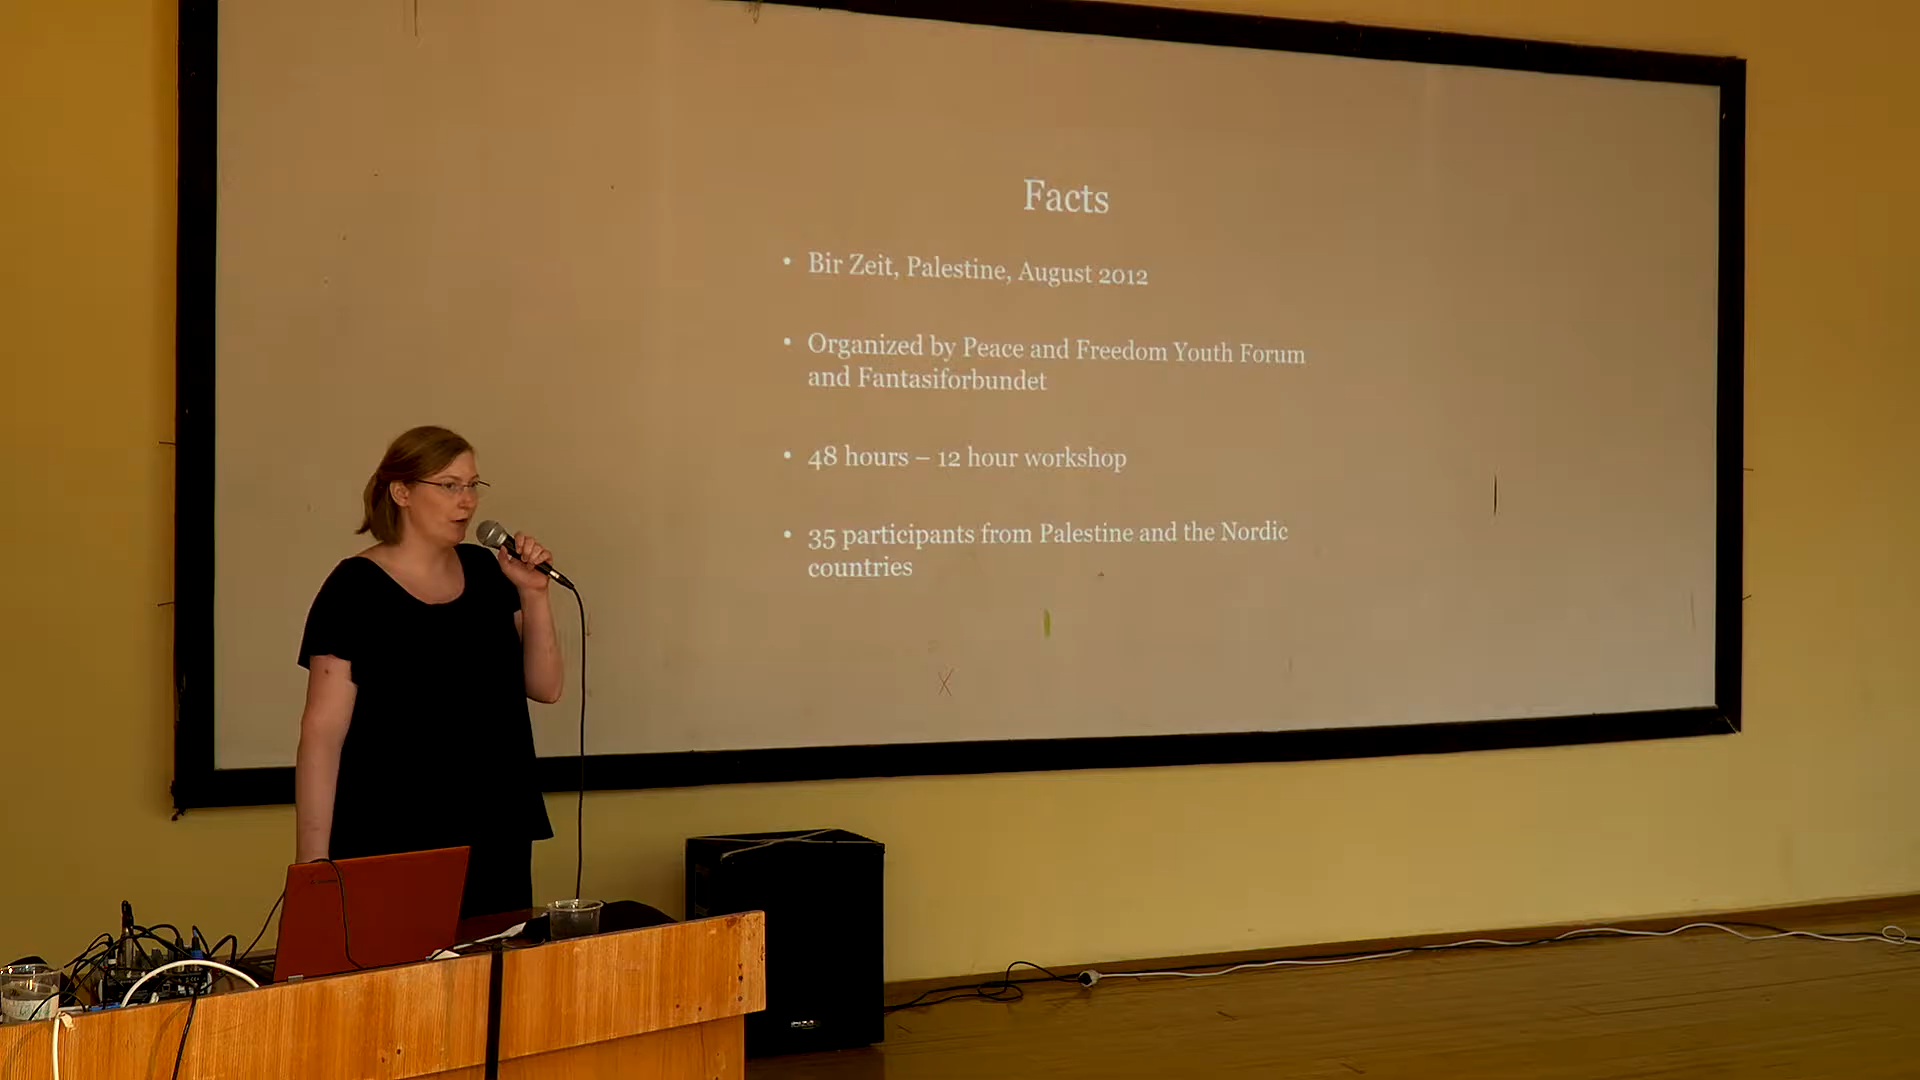 Facts
• Bir Zeit, Palestine, August 2012
• Organized by Peace and Freedom Youth Forum
and Fantasiforbundet
• 48 hours – 12 hour workshop
• 35 participants from Palestine and the Nordic
countries